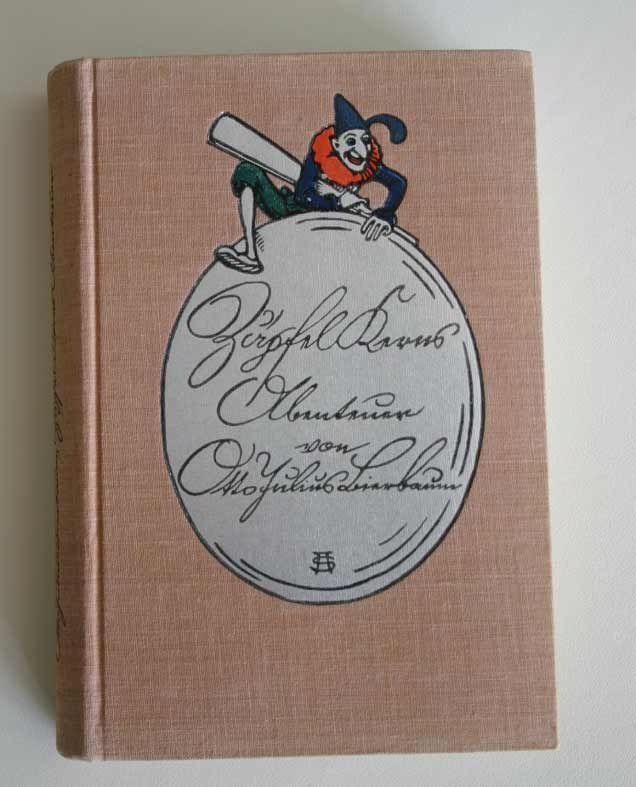 Zäpfel Kerns
Abenteuer
von
Otto Julius Bierbaum